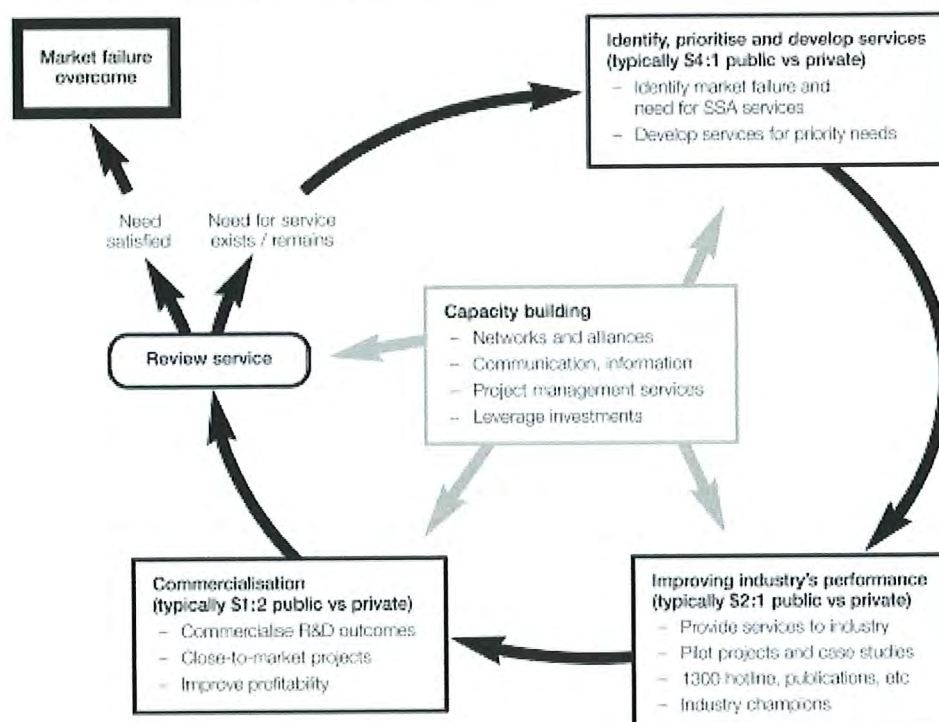 Market failure
overcome
Identify, prioritise and develop services
(typically $4:1 public vs private)
– Identify market failure and
need for SSA services
– Develop services for priority needs
Need
satisfied
Need for service
exists / remains
Capacity building
– Networks and alliances
– Communication, information
– Project management services
– Leverage investments
Review service
Commercialisation
(typically $1:2 public vs private)
– Commercialise R&D outcomes
– Close-to-market projects
– Improve profitability
Improving industry's performance
(typically $2:1 public vs private)
– Provide services to industry
– Pilot projects and case studies
– 1300 hotline, publications, etc
– Industry champions